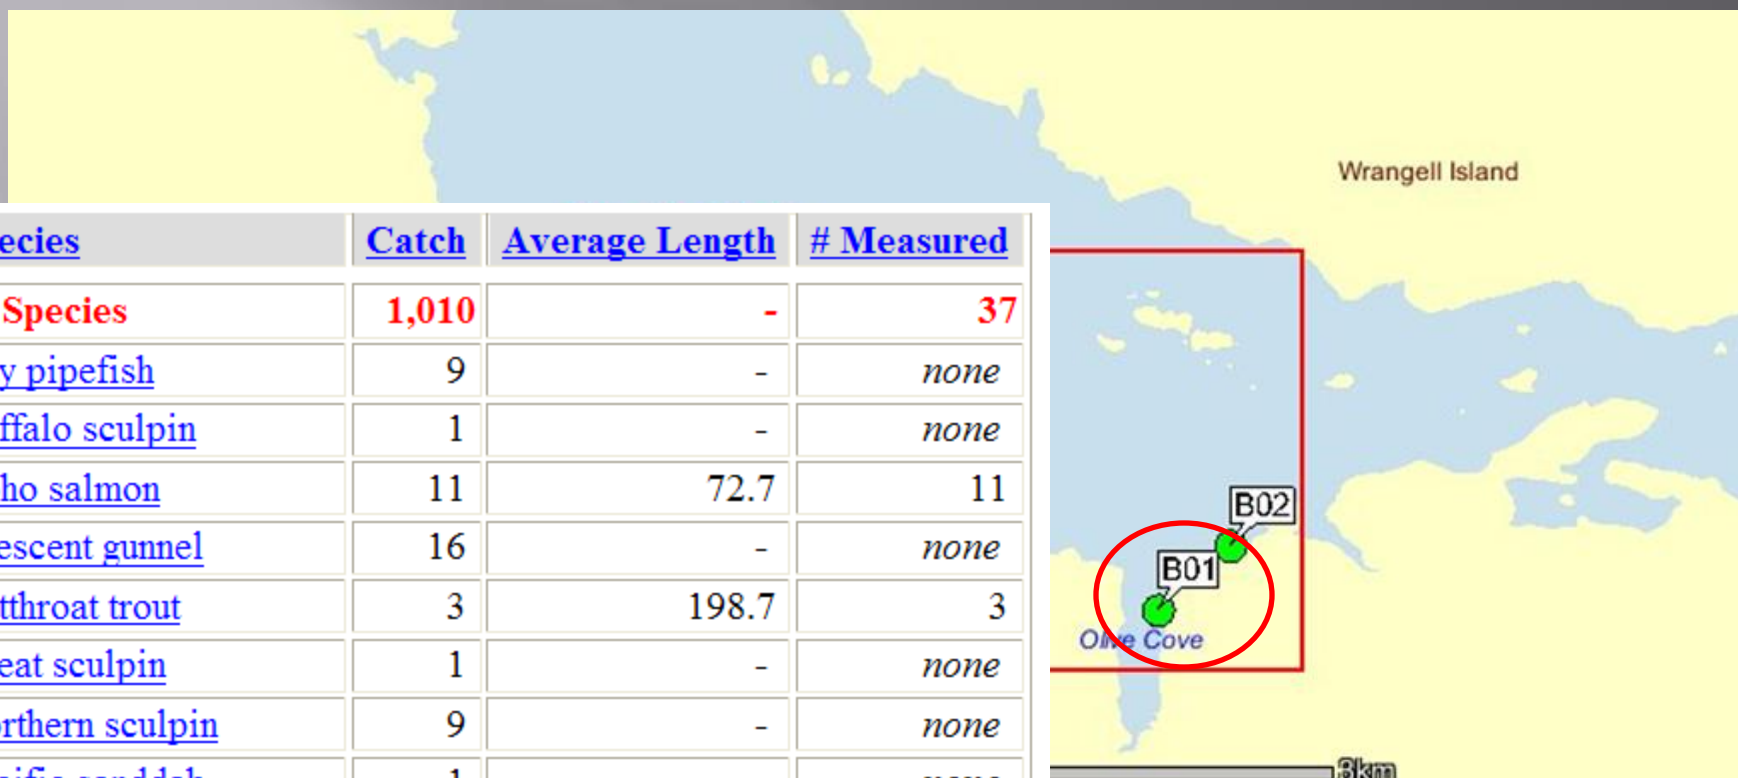 Wrangell Island
ecies Catch Average Length # Measured
Species 1,010 - 37
y pipefish 9 - none
ffalo sculpin 1 - none
ho salmon 11 72.7 11
escent gunnel 16 - none
tthroat trout 3 198.7 3
eat sculpin 1 - none
rthern sculpin 9 - none
B02
B01
Olive Cove
3km